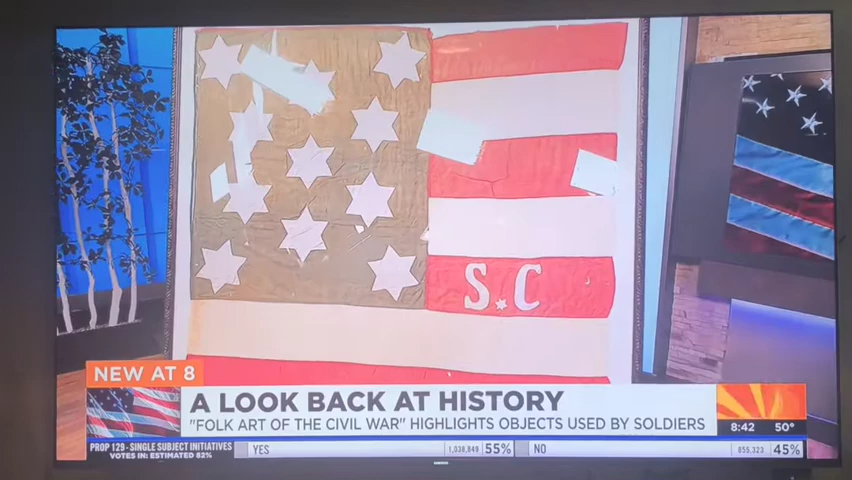 S.C
NEW AT 8
A LOOK BACK AT HISTORY
"FOLK ART OF THE CIVIL WAR" HIGHLIGHTS OBJECTS USED BY SOLDIERS
8:42 50°
PROP 129 - SINGLE SUBJECT INITIATIVES
VOTES IN: ESTIMATED 82%
YES 1,038,849 55% NO 855,323 45%
SAMSUNG